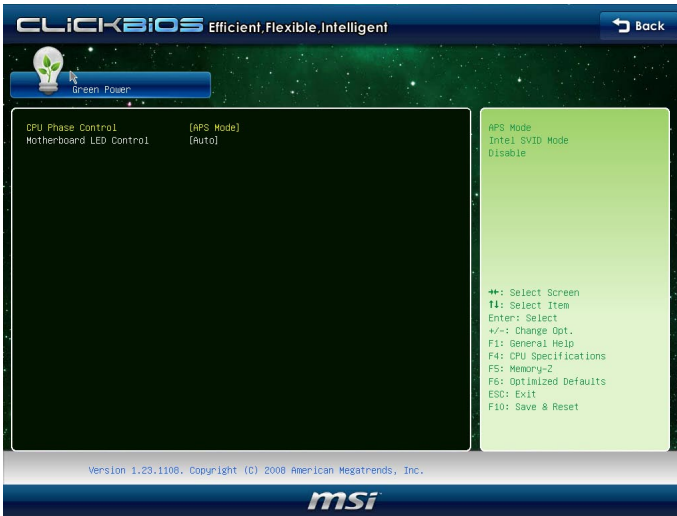 CLiCKBiOS Efficient,Flexible,Intelligent
Back
Green Power
CPU Phase Control [APS Mode]
Motherboard LED Control [Auto]
APS Mode
Intel SVID Mode
Disable
→←: Select Screen
↑↓: Select Item
Enter: Select
+/-: Change Opt.
F1: General Help
F4: CPU Specifications
F5: Memory-Z
F6: Optimized Defaults
ESC: Exit
F10: Save & Reset
Version 1.23.1108. Copyright (C) 2008 American Megatrends, Inc.
msi